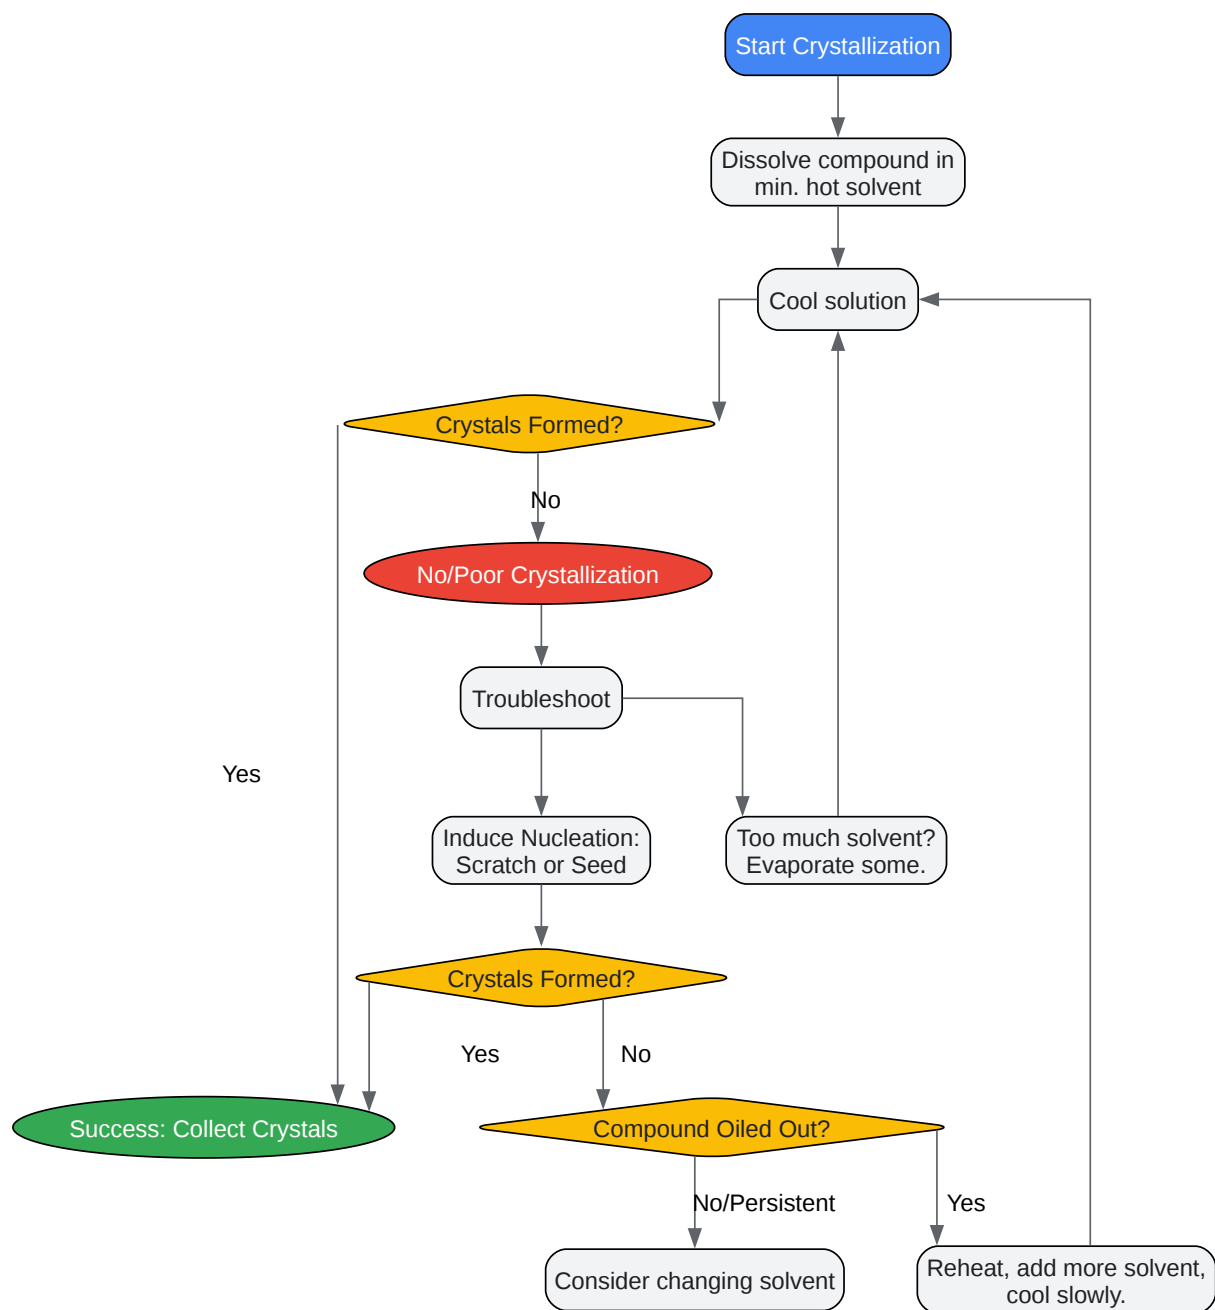 Start Crystallization
Dissolve compound in
min. hot solvent
Cool solution
Crystals Formed?
No
No/Poor Crystallization
Troubleshoot
Yes
Induce Nucleation:
Scratch or Seed
Too much solvent?
Evaporate some.
Crystals Formed?
Yes
No
Success: Collect Crystals
Compound Oiled Out?
No/Persistent
Yes
Consider changing solvent
Reheat, add more solvent,
cool slowly.